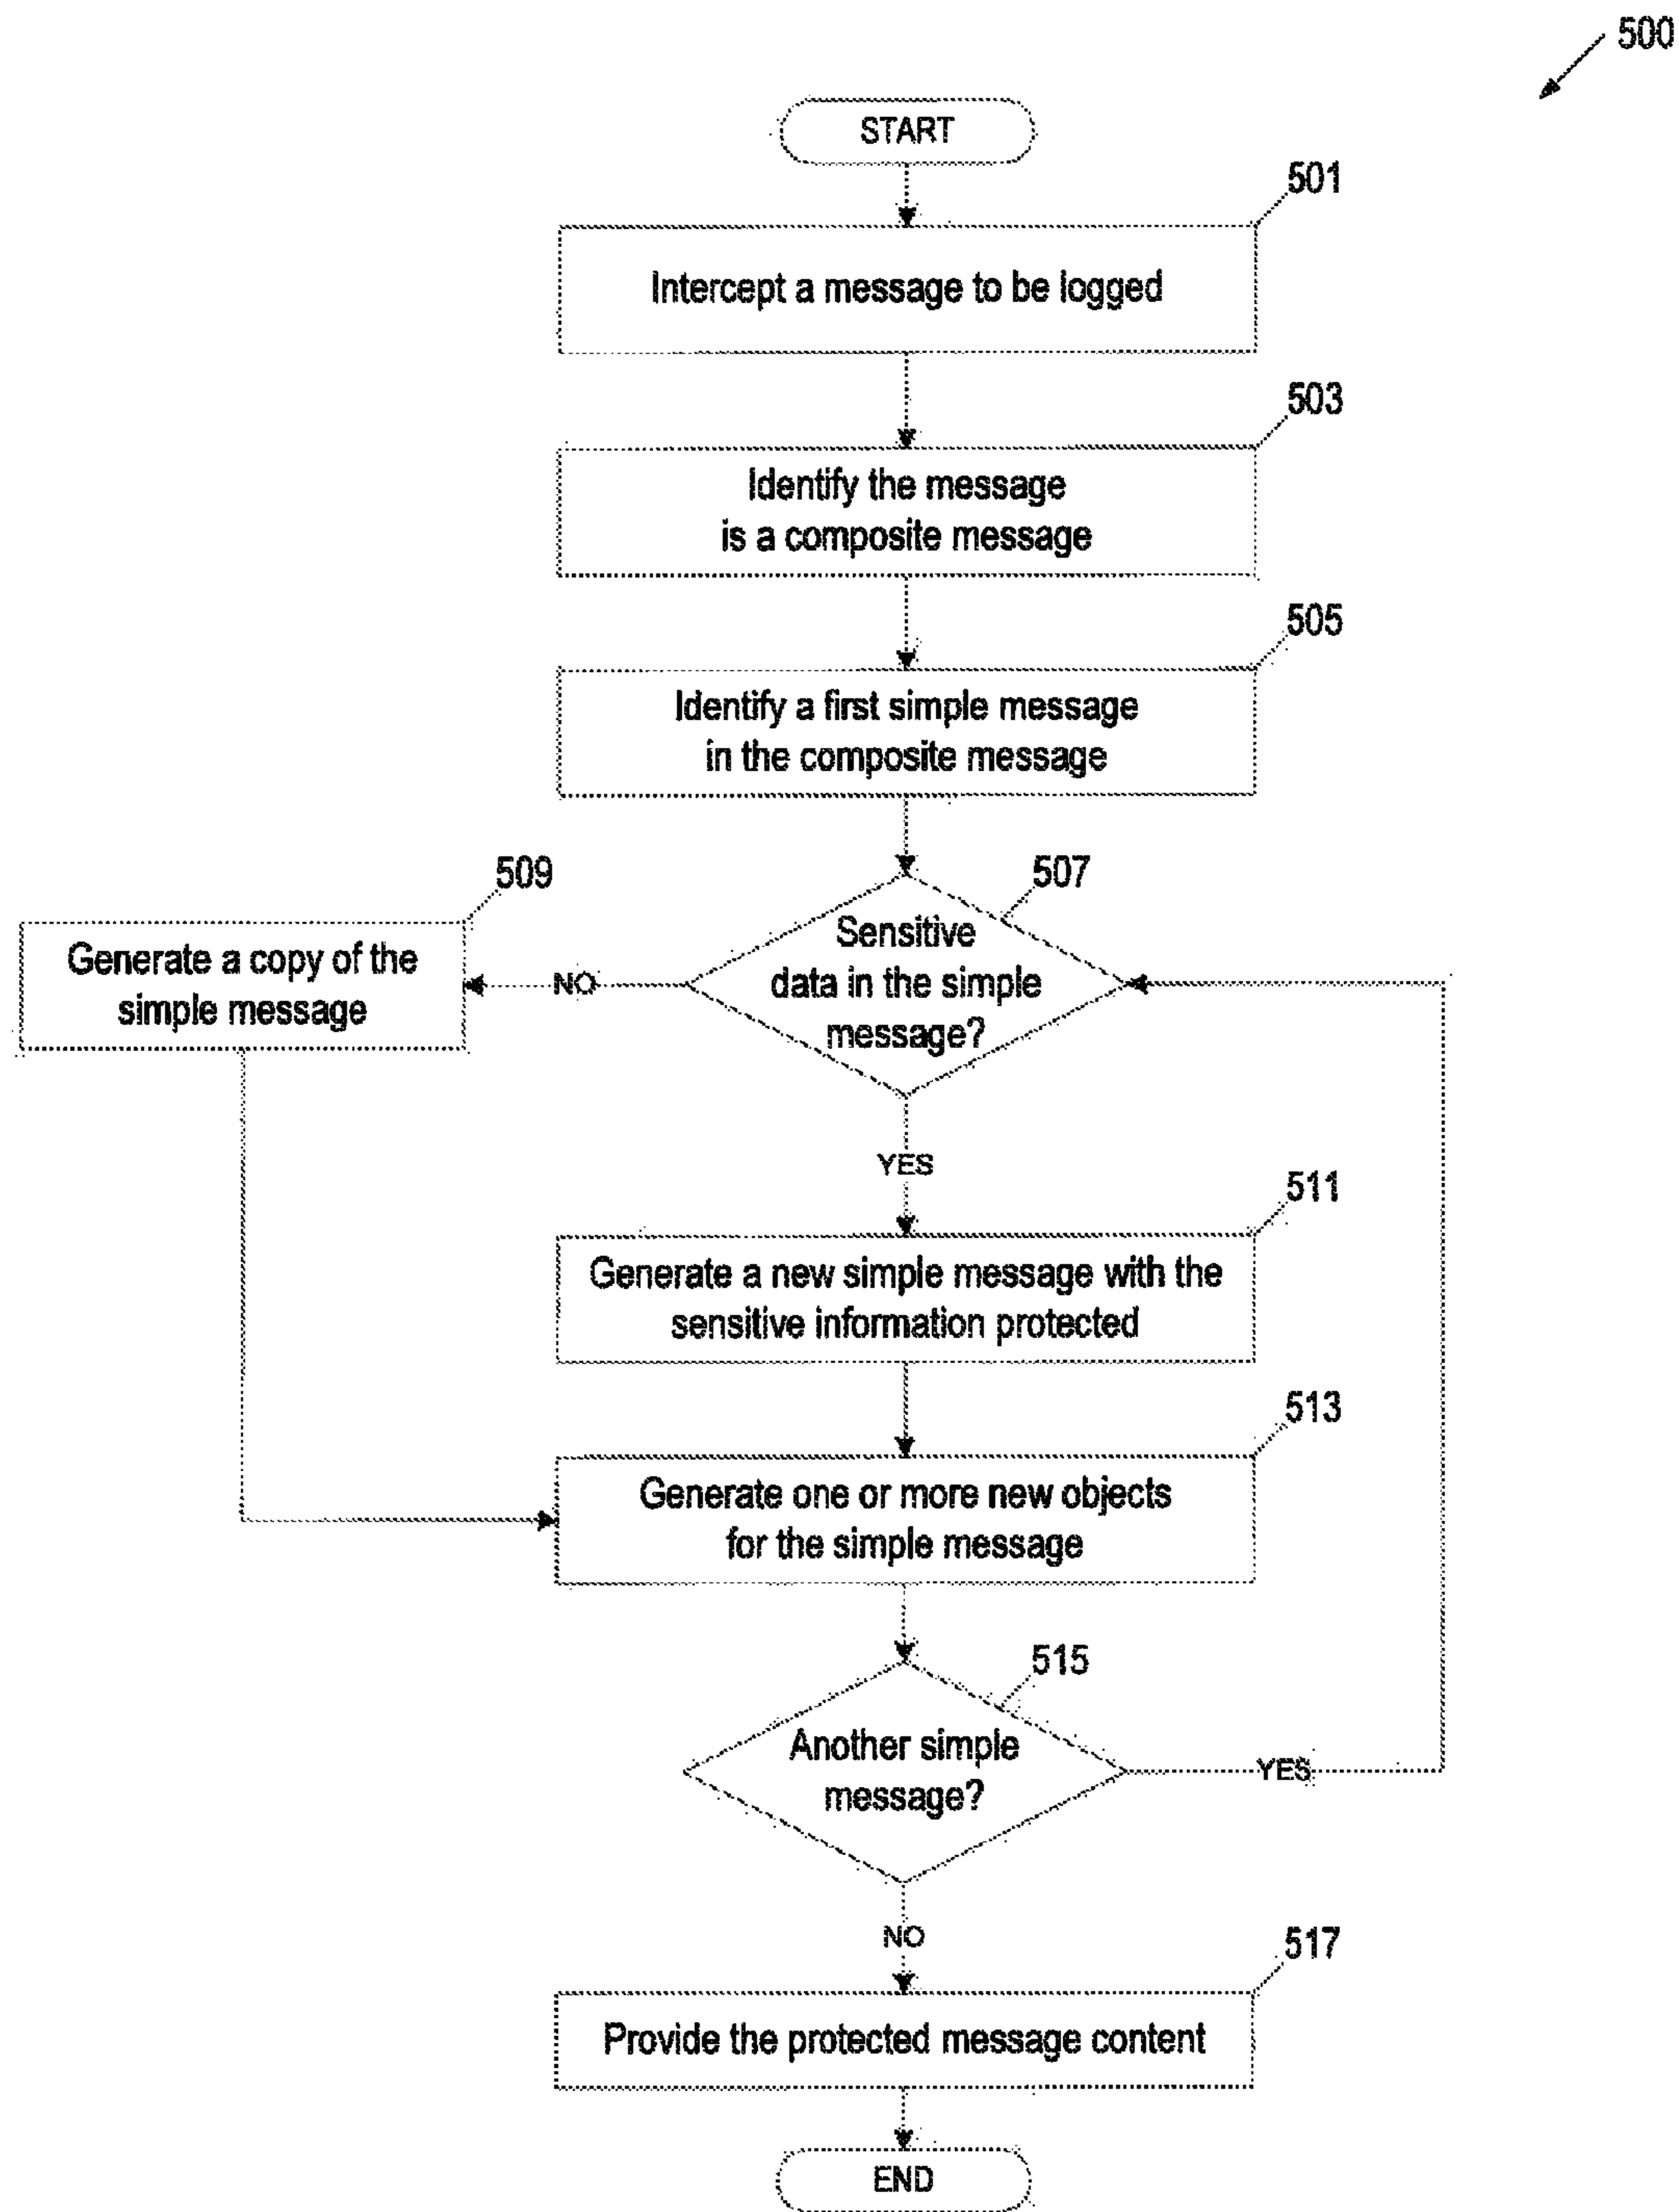 500
START
501
Intercept a message to be logged
503
Identify the message
is a composite message
505
Identify a first simple message
in the composite message
509
507
Generate a copy of the
simple message
NO
Sensitive
data in the simple
message?
YES
511
Generate a new simple message with the
sensitive information protected
513
Generate one or more new objects
for the simple message
515
Another simple
message?
YES
NO
517
Provide the protected message content
END